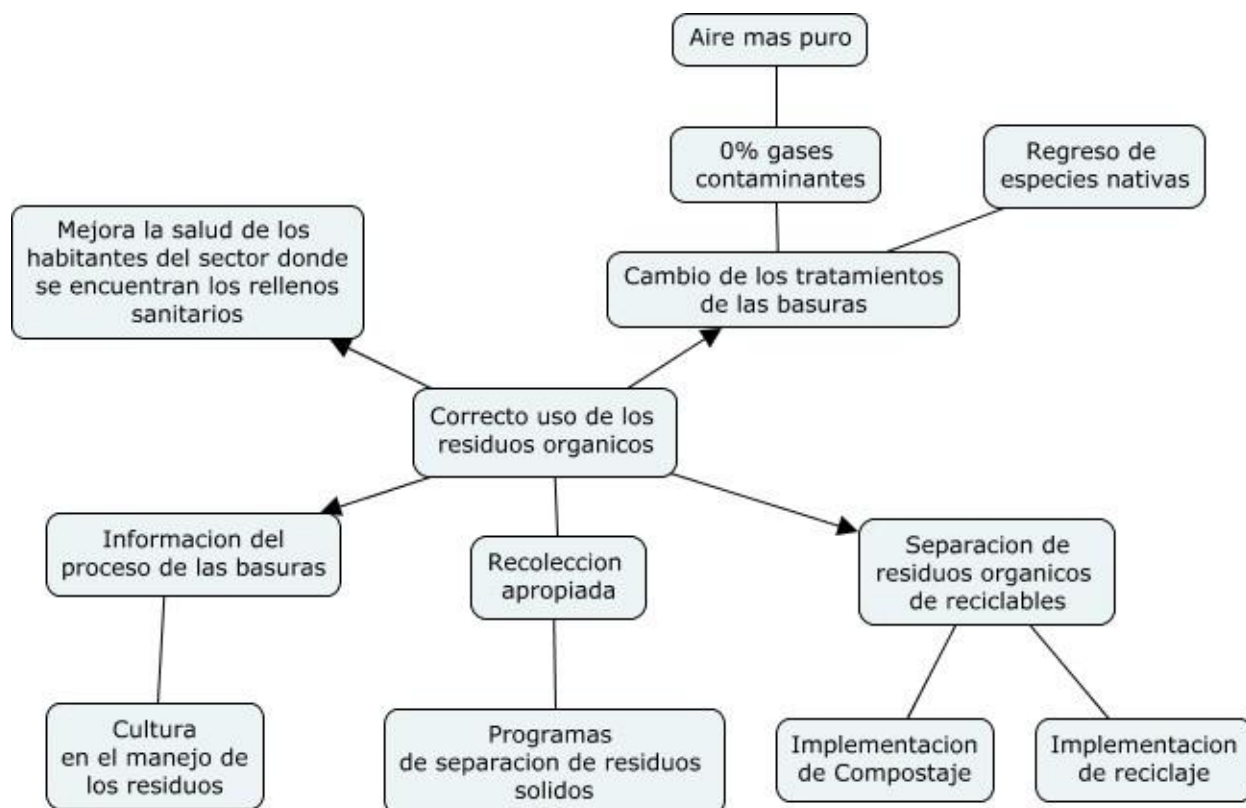 Aire mas puro
0% gases
contaminantes
Regreso de
especies nativas
Mejora la salud de los
habitantes del sector donde
se encuentran los rellenos
sanitarios
Cambio de los tratamientos
de las basuras
Correcto uso de los
residuos organicos
Informacion del
proceso de las basuras
Recoleccion
apropiada
Separacion de
residuos organicos
de reciclables
Cultura
en el manejo de
los residuos
Programas
de separacion de residuos
solidos
Implementacion
de Compostaje
Implementacion
de reciclaje